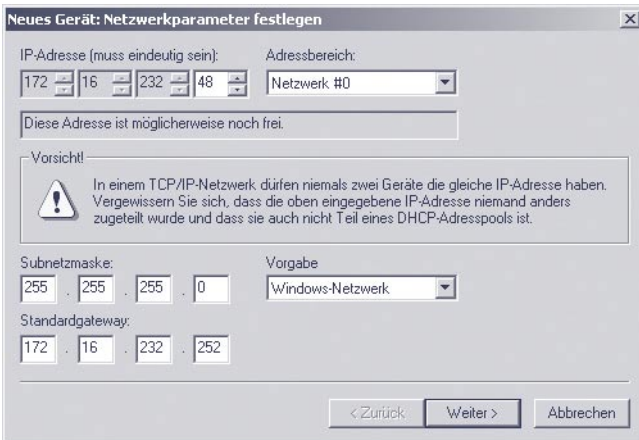 Neues Gerät: Netzwerkparameter festlegen
IP-Adresse (muss eindeutig sein): Adressbereich:
172 16 232 48 Netzwerk #0
Diese Adresse ist möglicherweise noch frei.
Vorsicht!
In einem TCP/IP-Netzwerk dürfen niemals zwei Geräte die gleiche IP-Adresse haben.
Vergewissern Sie sich, dass die oben eingegebene IP-Adresse niemand anders
zugeteilt wurde und dass sie auch nicht Teil eines DHCP-Adresspools ist.
Subnetzmaske: Vorgabe
255 . 255 . 255 . 0 Windows-Netzwerk
Standardgateway:
172 . 16 . 232 . 252
< Zurück Weiter > Abbrechen